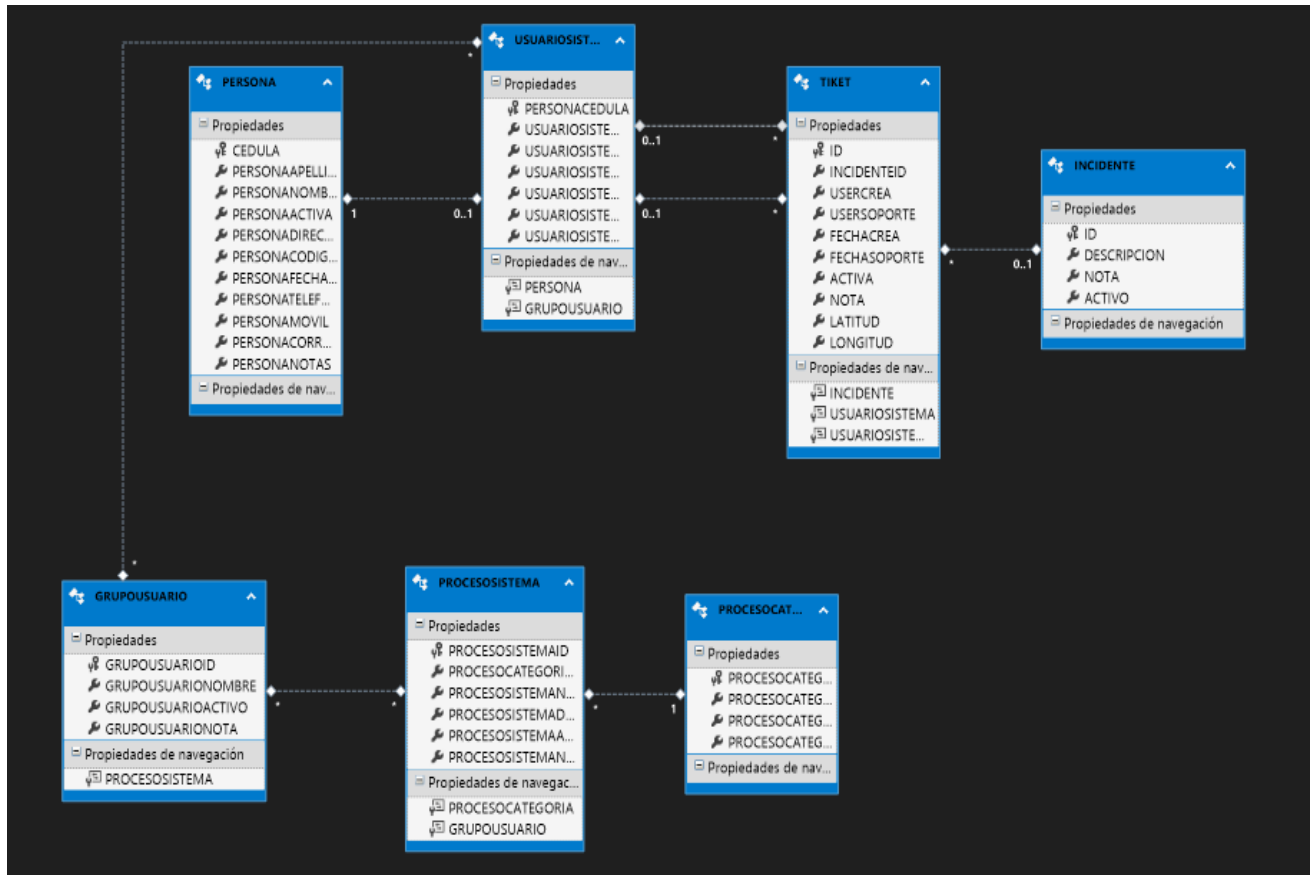 USUARIOSIST...
Propiedades
PERSONACEDULA
USUARIOSISTE...
USUARIOSISTE...
USUARIOSISTE...
USUARIOSISTE...
USUARIOSISTE...
USUARIOSISTE...
Propiedades de nav...
PERSONA
GRUPOUSUARIO
*
PERSONA
Propiedades
CEDULA
PERSONAAPELLI...
PERSONANOMB...
PERSONAACTIVA
PERSONADIREC...
PERSONACODIG...
PERSONAFECHA...
PERSONATELEF...
PERSONAMOVIL
PERSONACORR...
PERSONANOTAS
Propiedades de nav...
1
0..1
0..1
*
0..1
*
TIKET
Propiedades
ID
INCIDENTEID
USERCREA
USERSOPORTE
FECHACREA
FECHASOPORTE
ACTIVA
NOTA
LATITUD
LONGITUD
Propiedades de nav...
INCIDENTE
USUARIOSISTEMA
USUARIOSISTE...
*
0..1
INCIDENTE
Propiedades
ID
DESCRIPCION
NOTA
ACTIVO
Propiedades de navegación
*
GRUPOUSUARIO
Propiedades
GRUPOUSUARIOID
GRUPOUSUARIONOMBRE
GRUPOUSUARIOACTIVO
GRUPOUSUARIONOTA
Propiedades de navegación
PROCESOSISTEMA
*
*
PROCESOSISTEMA
Propiedades
PROCESOSISTEMAID
PROCESOCATEGORI...
PROCESOSISTEMAN...
PROCESOSISTEMAD...
PROCESOSISTEMAA...
PROCESOSISTEMAN...
Propiedades de navegac...
PROCESOCATEGORIA
GRUPOUSUARIO
*
1
PROCESOCAT...
Propiedades
PROCESOCATEG...
PROCESOCATEG...
PROCESOCATEG...
PROCESOCATEG...
Propiedades de nav...